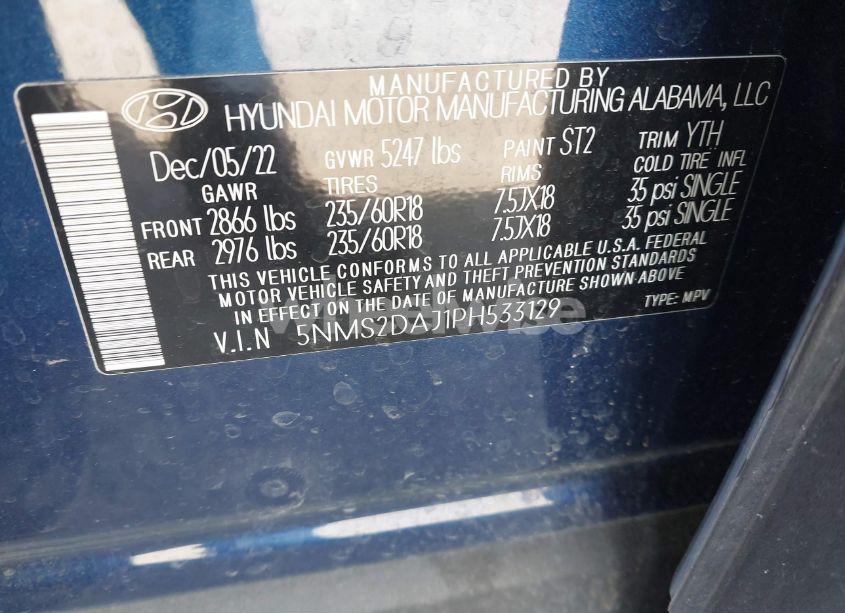 MANUFACTURED BY
HYUNDAI MOTOR MANUFACTURING ALABAMA, LLC
Dec/05/22 GVWR 5247 lbs PAINT ST2 TRIM YTH
GAWR TIRES RIMS COLD TIRE INFL
FRONT 2866 lbs 235/60R18 7.5JX18 35 psi SINGLE
REAR 2976 lbs 235/60R18 7.5JX18 35 psi SINGLE
THIS VEHICLE CONFORMS TO ALL APPLICABLE U.S.A. FEDERAL
MOTOR VEHICLE SAFETY AND THEFT PREVENTION STANDARDS
IN EFFECT ON THE DATE OF MANUFACTURE SHOWN ABOVE
V.I.N 5NMS2DAJ1PH533129 TYPE: MPV